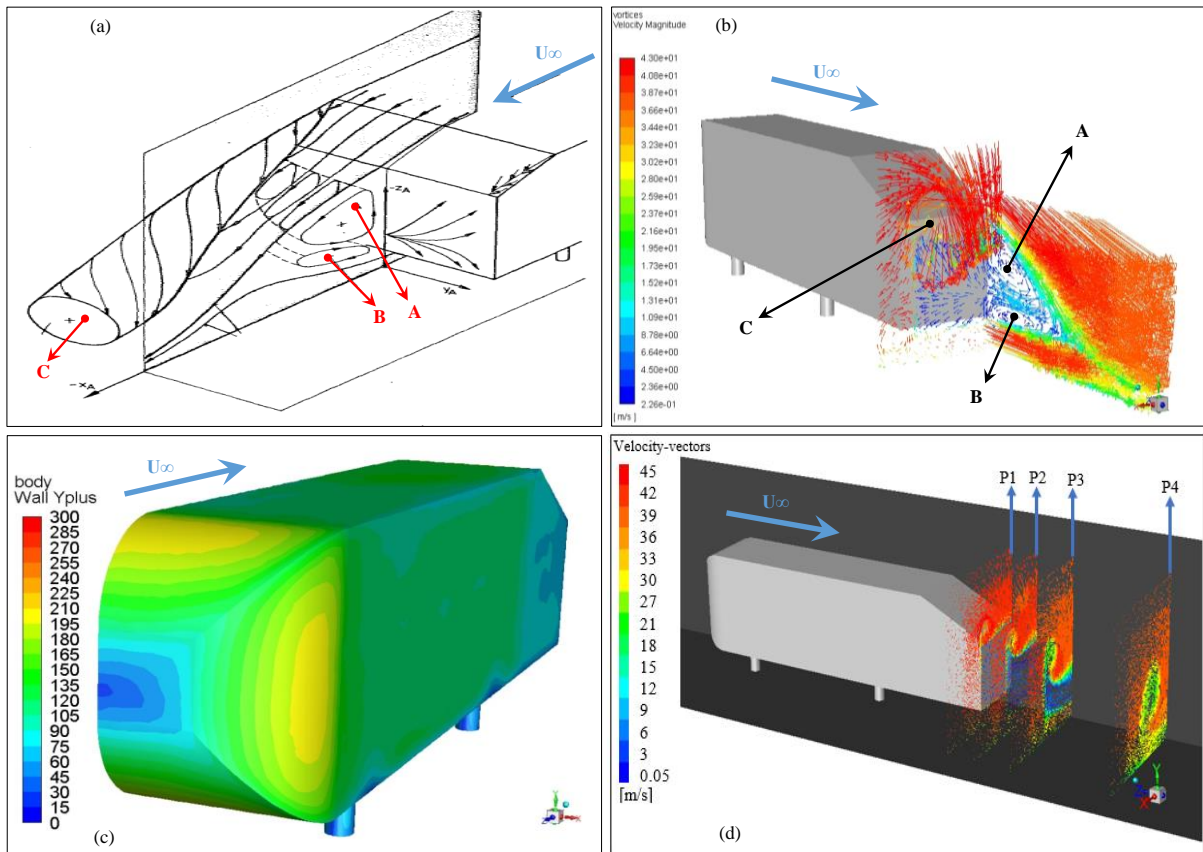 (a)
U∞
-ZA
YA
A
B
C
-XA
(b)
Vortices
Velocity Magnitude
4.30e+01
4.08e+01
3.87e+01
3.66e+01
3.44e+01
3.23e+01
3.02e+01
2.80e+01
2.59e+01
2.37e+01
2.16e+01
1.95e+01
1.73e+01
1.52e+01
1.31e+01
1.09e+01
8.78e+00
6.64e+00
4.50e+00
2.36e+00
2.26e-01
[ m/s ]
U∞
A
C
B
Y
body
Wall Yplus
300
285
270
255
240
225
210
195
180
165
150
135
120
105
90
75
60
45
30
15
0
U∞
(c)
Y
Z
X
Velocity-vectors
45
42
39
36
33
30
27
24
21
18
15
12
9
6
3
0.05
[m/s]
U∞
P1
P2
P3
P4
Y
Z
X
(d)